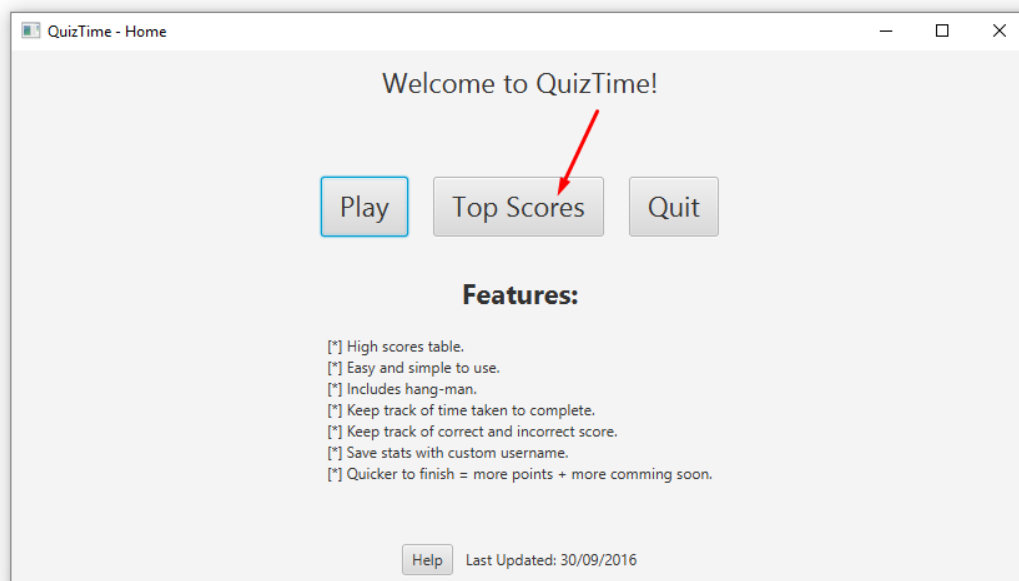 QuizTime - Home
Welcome to QuizTime!
Play Top Scores Quit
Features:
[*] High scores table.
[*] Easy and simple to use.
[*] Includes hang-man.
[*] Keep track of time taken to complete.
[*] Keep track of correct and incorrect score.
[*] Save stats with custom username.
[*] Quicker to finish = more points + more comming soon.
Help Last Updated: 30/09/2016